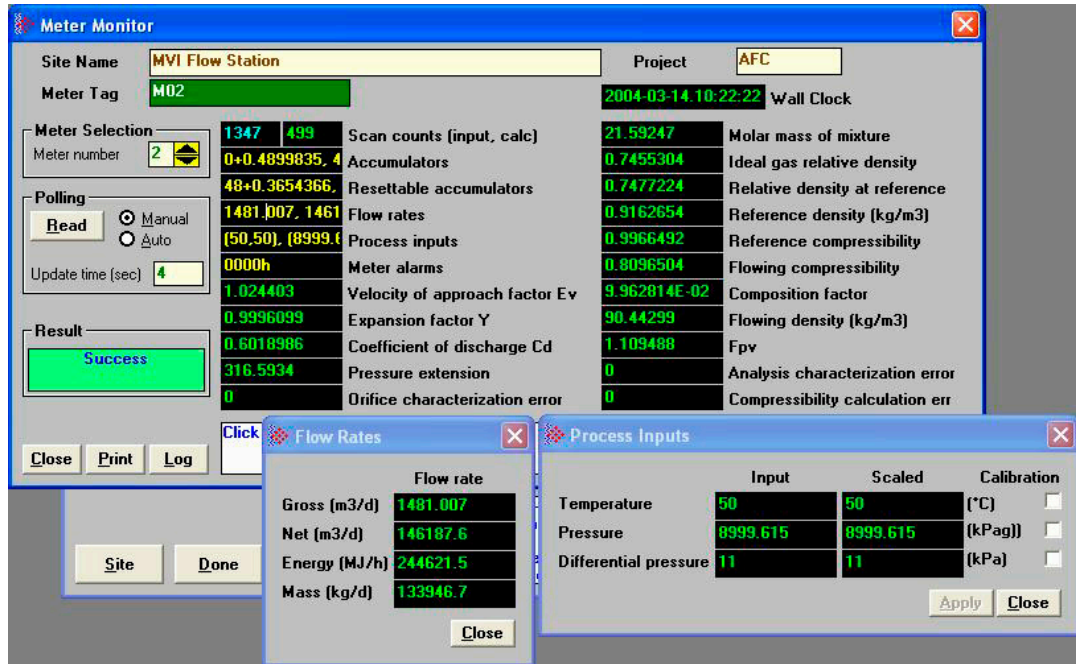 Meter Monitor
Site Name MVI Flow Station Project AFC
Meter Tag M02 2004-03-14.10:22:22 Wall Clock
Meter Selection
Meter number 2
Polling
Read Manual
Auto
Update time (sec) 4
Result
Success
Close Print Log
1347 499 Scan counts (input, calc)
0+0.4899835, 4 Accumulators
48+0.3654366, Resettable accumulators
1481.007, 1461 Flow rates
(50,50), (8999.6 Process inputs
0000h Meter alarms
1.024403 Velocity of approach factor Ev
0.9996099 Expansion factor Y
0.6018986 Coefficient of discharge Cd
316.5934 Pressure extension
0 Orifice characterization error
Click
21.59247 Molar mass of mixture
0.7455304 Ideal gas relative density
0.7477224 Relative density at reference
0.9162654 Reference density (kg/m3)
0.9966492 Reference compressibility
0.8096504 Flowing compressibility
9.962814E-02 Composition factor
90.44299 Flowing density (kg/m3)
1.109488 Fpv
0 Analysis characterization error
0 Compressibility calculation err
Site Done
Flow Rates
Flow rate
Gross (m3/d) 1481.007
Net (m3/d) 146187.6
Energy (MJ/h) 244621.5
Mass (kg/d) 133946.7
Close
Process Inputs
Input Scaled Calibration
Temperature 50 50 (°C)
Pressure 8999.615 8999.615 (kPag))
Differential pressure 11 11 (kPa)
Apply Close